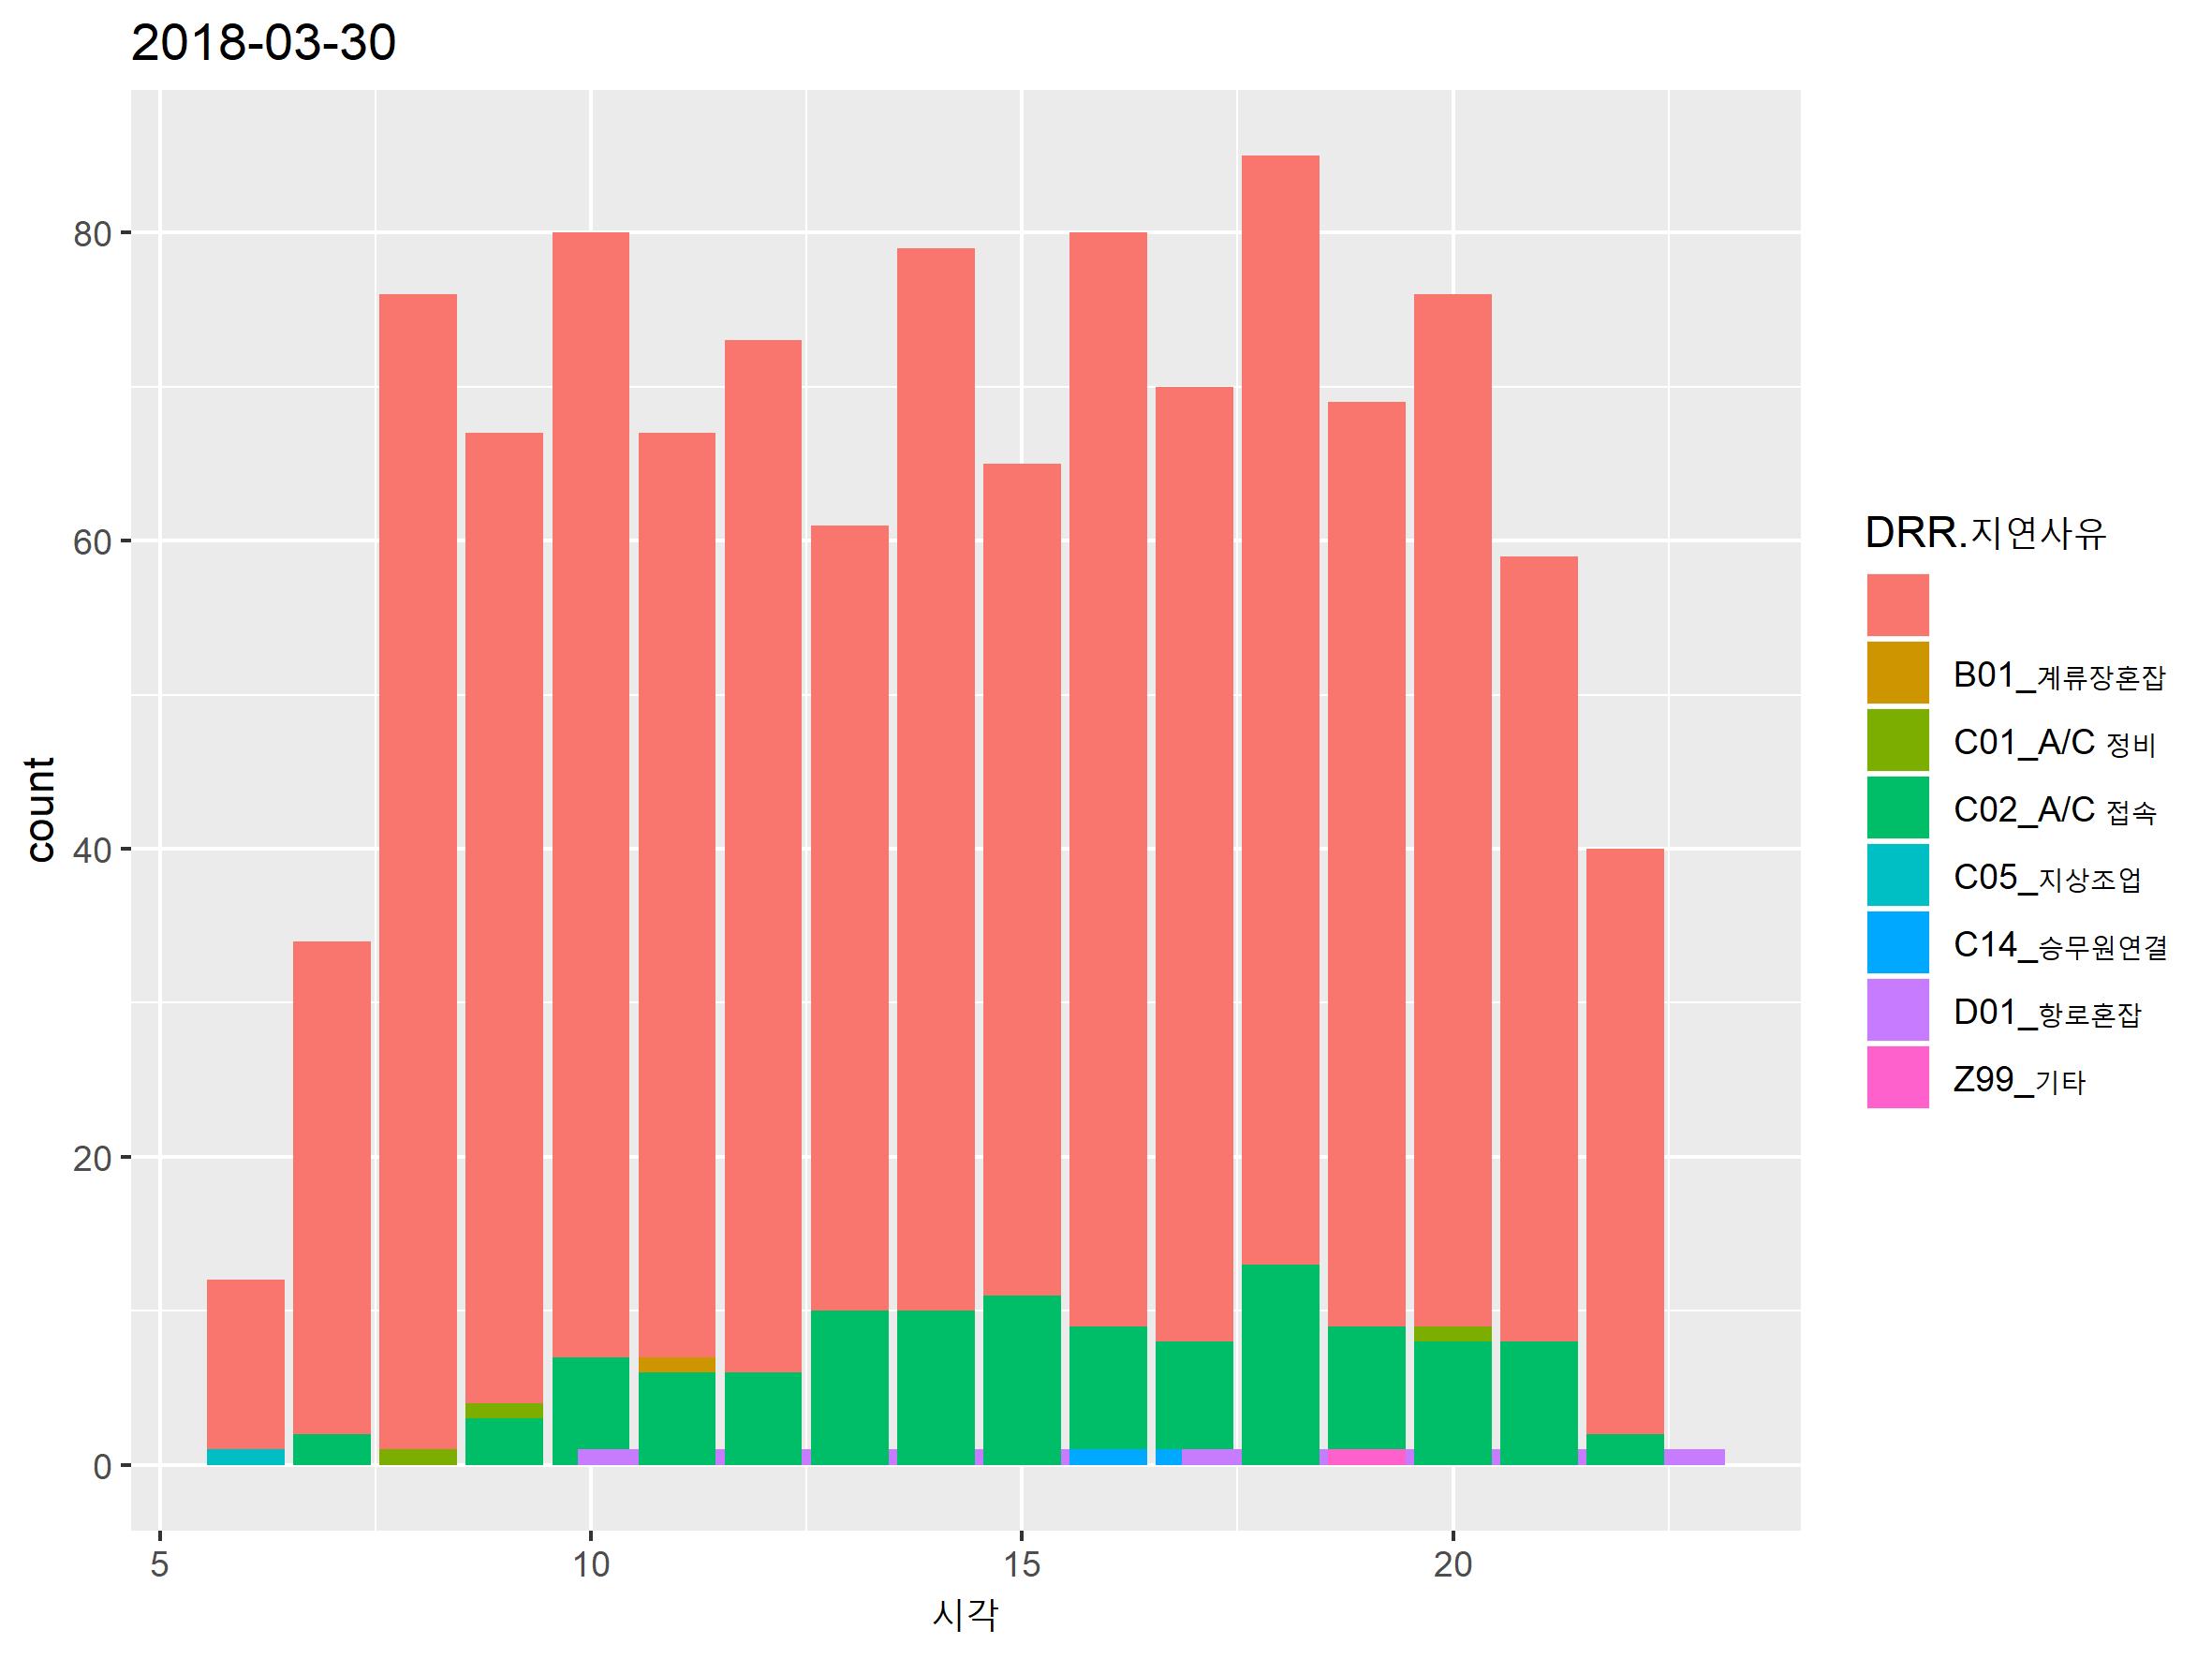 2018-03-30
80
60
40
20
0
count
5 10 15 20
시각
DRR.지연사유
B01_계류장혼잡
C01_A/C 정비
C02_A/C 접속
C05_지상조업
C14_승무원연결
D01_항로혼잡
Z99_기타